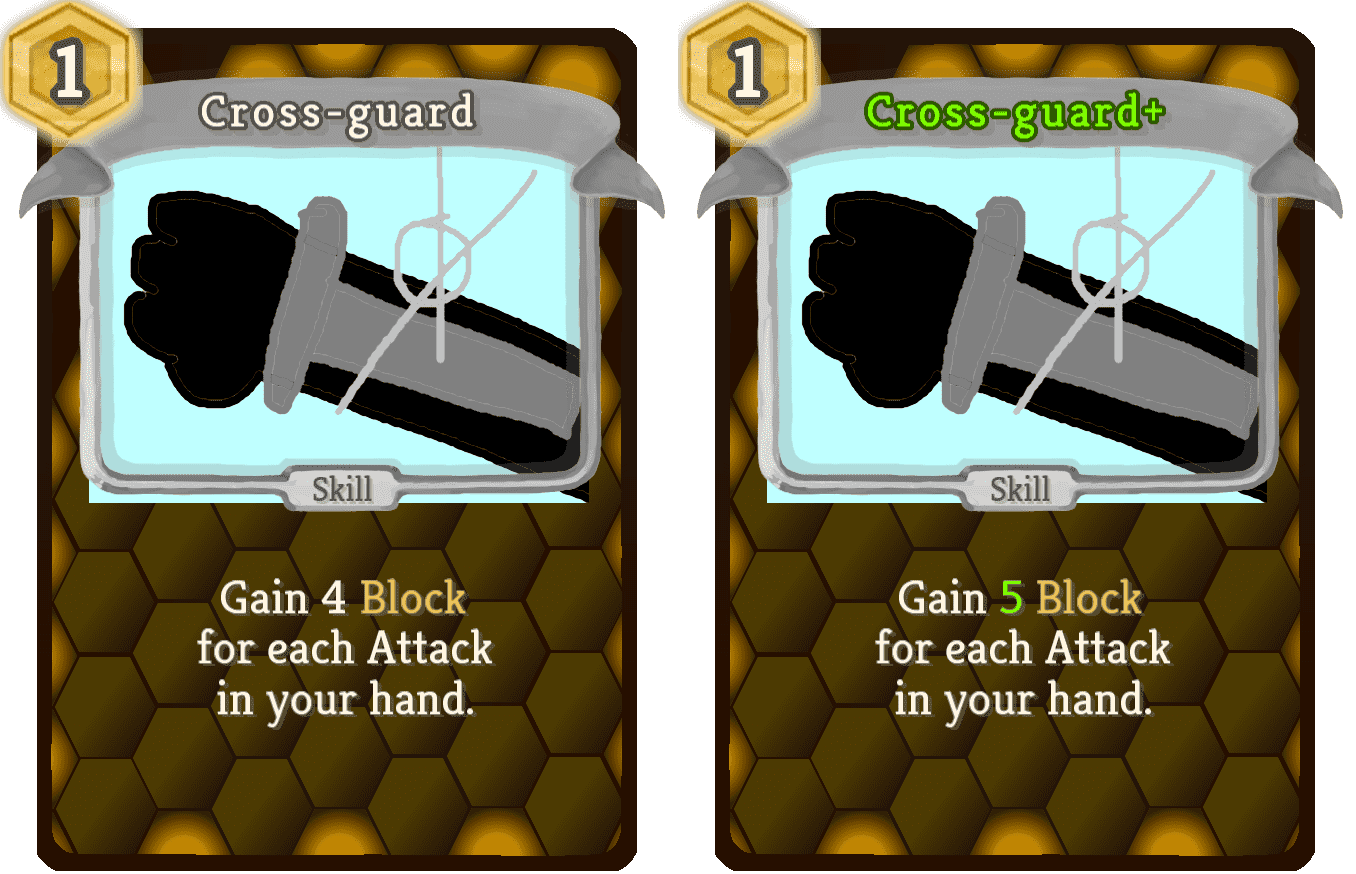 1
Cross-guard
Skill
Gain 4 Block
for each Attack
in your hand.
1
Cross-guard+
Skill
Gain 5 Block
for each Attack
in your hand.